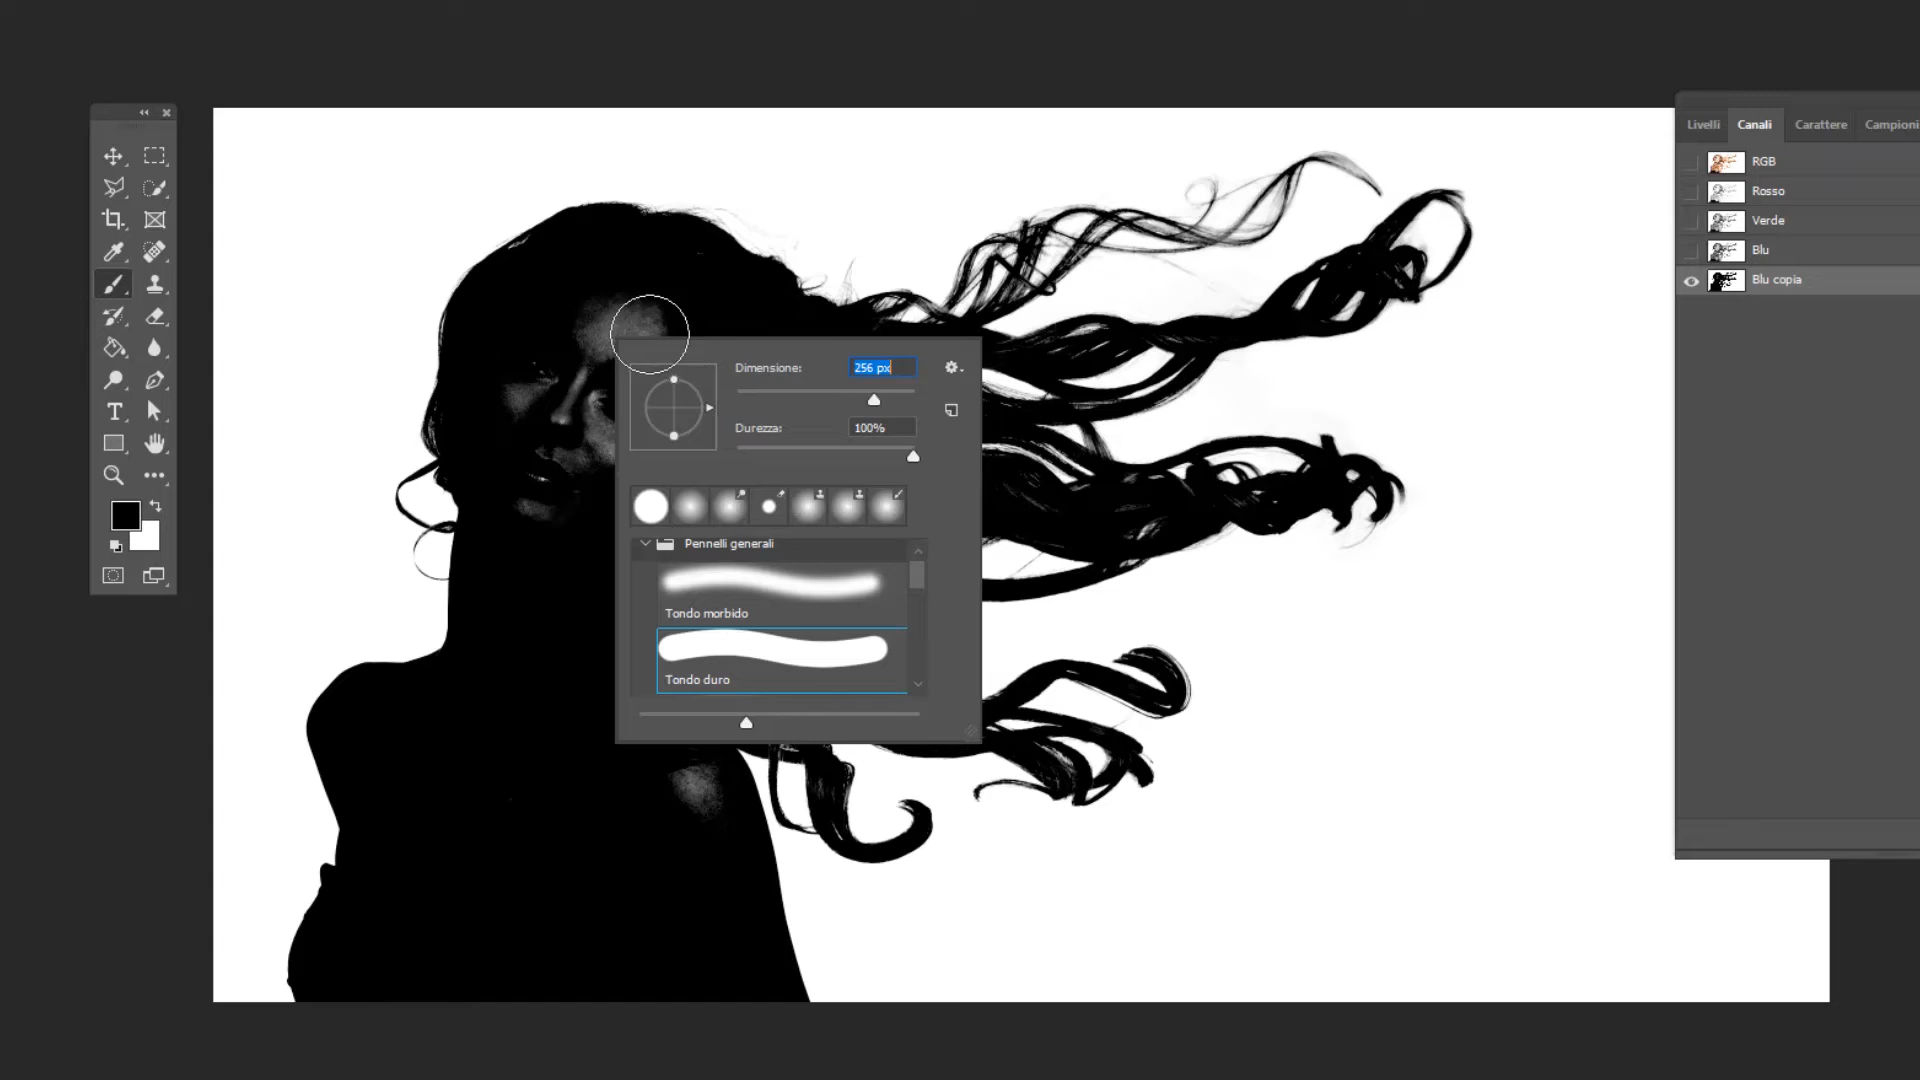 Livelli Canali Carattere Campioni
RGB
Rosso
Verde
Blu
Blu copia
Dimensione: 256 px
Durezza: 100%
Pennelli generali
Tondo morbido
Tondo duro